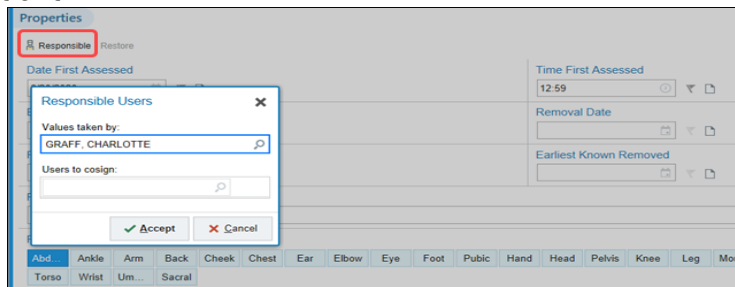 Properties
Responsible Restore
Date First Assessed
Time First Assessed
12:59
Responsible Users
Removal Date
Values taken by:
GRAFF, CHARLOTTE
Earliest Known Removed
Users to cosign:
Accept Cancel
Abd... Ankle Arm Back Cheek Chest Ear Elbow Eye Foot Pubic Hand Head Pelvis Knee Leg
Torso Wrist Um... Sacral